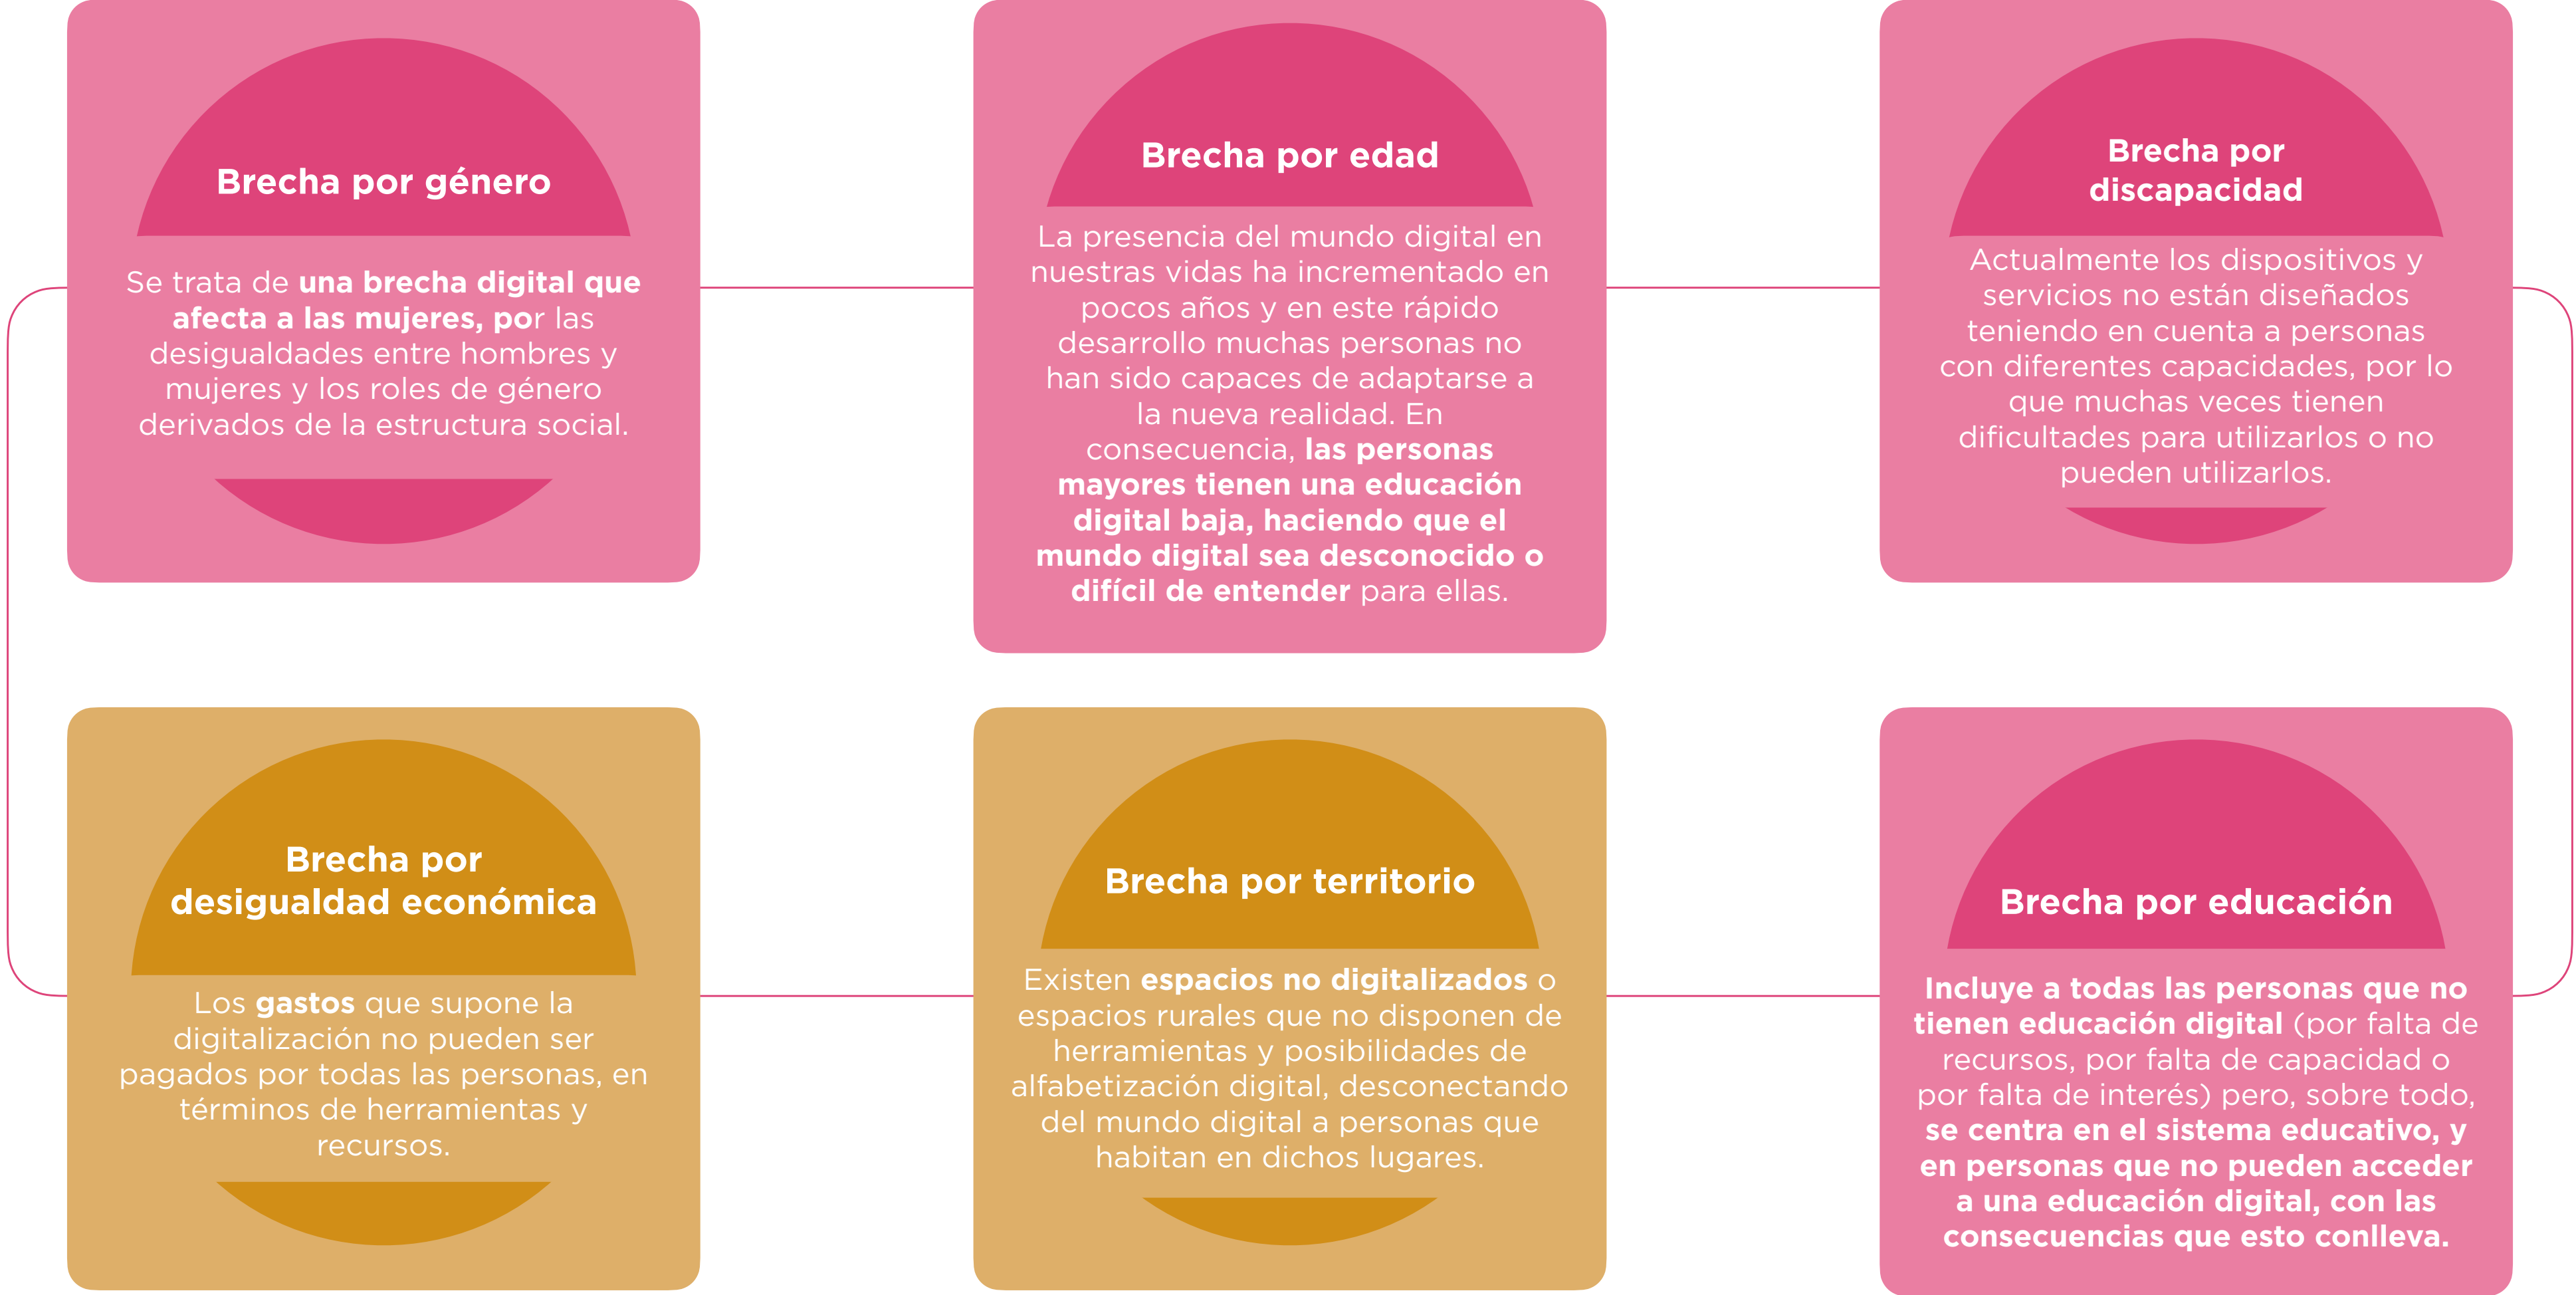 Brecha por género
Se trata de una brecha digital que
afecta a las mujeres, por las
desigualdades entre hombres y
mujeres y los roles de género
derivados de la estructura social.
Brecha por edad
La presencia del mundo digital en
nuestras vidas ha incrementado en
pocos años y en este rápido
desarrollo muchas personas no
han sido capaces de adaptarse a
la nueva realidad. En
consecuencia, las personas
mayores tienen una educación
digital baja, haciendo que el
mundo digital sea desconocido o
difícil de entender para ellas.
Brecha por
discapacidad
Actualmente los dispositivos y
servicios no están diseñados
teniendo en cuenta a personas
con diferentes capacidades, por lo
que muchas veces tienen
dificultades para utilizarlos o no
pueden utilizarlos.
Brecha por
desigualdad económica
Los gastos que supone la
digitalización no pueden ser
pagados por todas las personas, en
términos de herramientas y
recursos.
Brecha por territorio
Existen espacios no digitalizados o
espacios rurales que no disponen de
herramientas y posibilidades de
alfabetización digital, desconectando
del mundo digital a personas que
habitan en dichos lugares.
Brecha por educación
Incluye a todas las personas que no
tienen educación digital (por falta de
recursos, por falta de capacidad o
por falta de interés) pero, sobre todo,
se centra en el sistema educativo, y
en personas que no pueden acceder
a una educación digital, con las
consecuencias que esto conlleva.